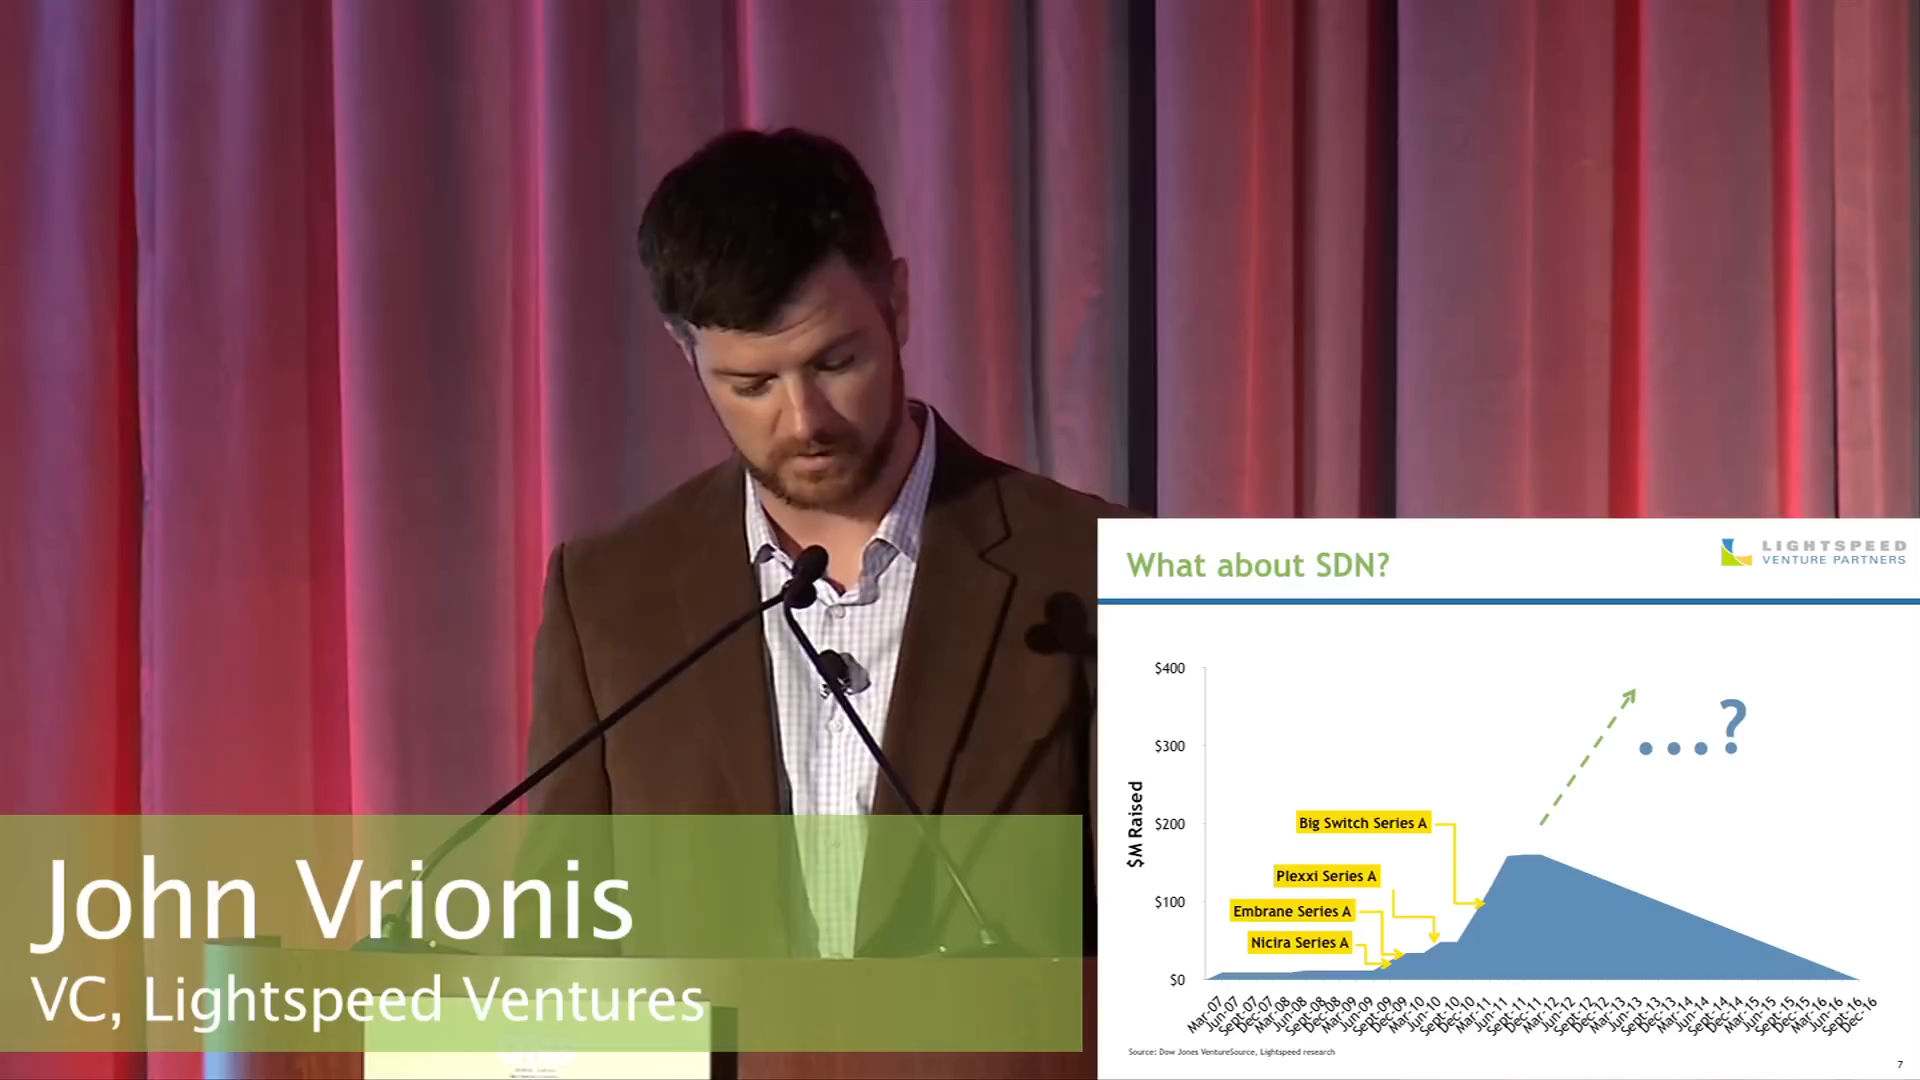 John Vrionis
VC, Lightspeed Ventures
What about SDN?
LIGHTSPEED
VENTURE PARTNERS
$M Raised
$400
$300
$200
$100
$0
...?
Big Switch Series A
Plexxi Series A
Embrane Series A
Nicira Series A
Mar-07
Jun-07
Sept-07
Dec-07
Mar-08
Jun-08
Sept-08
Dec-08
Mar-09
Jun-09
Sept-09
Dec-09
Mar-10
Jun-10
Sept-10
Dec-10
Mar-11
Jun-11
Sept-11
Dec-11
Mar-12
Jun-12
Sept-12
Dec-12
Mar-13
Jun-13
Sept-13
Dec-13
Mar-14
Jun-14
Sept-14
Dec-14
Mar-15
Jun-15
Sept-15
Dec-15
Mar-16
Jun-16
Sept-16
Dec-16
Source: Dow Jones VentureSource, Lightspeed research
7